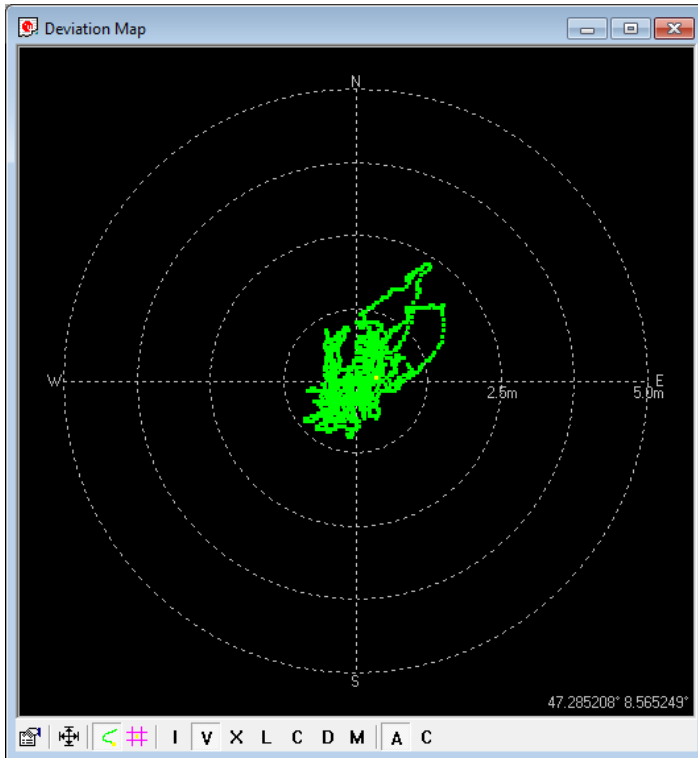 Deviation Map
N
W
E
2.5m
5.0m
S
47.285208° 8.565249°
I V X L C D M A C